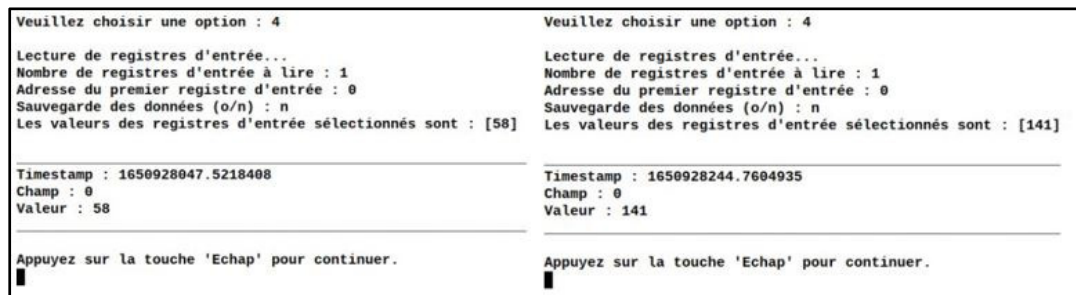 Veuillez choisir une option : 4
Lecture de registres d'entrée...
Nombre de registres d'entrée à lire : 1
Adresse du premier registre d'entrée : 0
Sauvegarde des données (o/n) : n
Les valeurs des registres d'entrée sélectionnés sont : [58]
Timestamp : 1650928047.5218408
Champ : 0
Valeur : 58
Appuyez sur la touche 'Echap' pour continuer.
Veuillez choisir une option : 4
Lecture de registres d'entrée...
Nombre de registres d'entrée à lire : 1
Adresse du premier registre d'entrée : 0
Sauvegarde des données (o/n) : n
Les valeurs des registres d'entrée sélectionnés sont : [141]
Timestamp : 1650928244.7604935
Champ : 0
Valeur : 141
Appuyez sur la touche 'Echap' pour continuer.